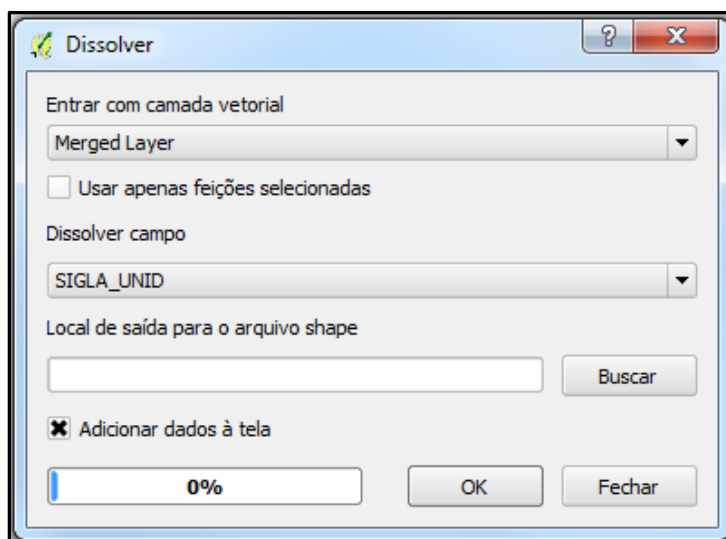 Dissolver
Entrar com camada vetorial
Merged Layer
Usar apenas feições selecionadas
Dissolver campo
SIGLA_UNID
Local de saída para o arquivo shape
Buscar
Adicionar dados à tela
0% OK Fechar